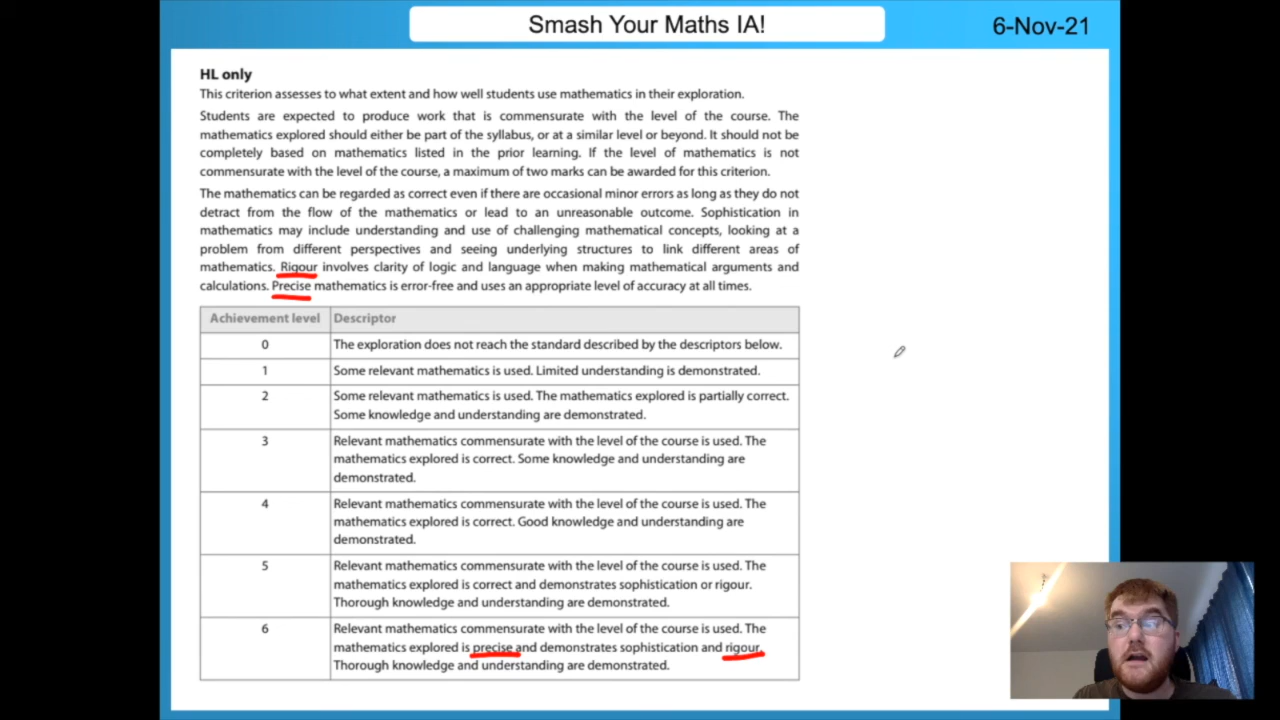 Smash Your Maths IA!
6-Nov-21
HL only
This criterion assesses to what extent and how well students use mathematics in their exploration.
Students are expected to produce work that is commensurate with the level of the course. The
mathematics explored should either be part of the syllabus, or at a similar level or beyond. It should not be
completely based on mathematics listed in the prior learning. If the level of mathematics is not
commensurate with the level of the course, a maximum of two marks can be awarded for this criterion.
The mathematics can be regarded as correct even if there are occasional minor errors as long as they do not
detract from the flow of the mathematics or lead to an unreasonable outcome. Sophistication in
mathematics may include understanding and use of challenging mathematical concepts, looking at a
problem from different perspectives and seeing underlying structures to link different areas of
mathematics. Rigour involves clarity of logic and language when making mathematical arguments and
calculations. Precise mathematics is error-free and uses an appropriate level of accuracy at all times.
Achievement level Descriptor
0 The exploration does not reach the standard described by the descriptors below.
1 Some relevant mathematics is used. Limited understanding is demonstrated.
2 Some relevant mathematics is used. The mathematics explored is partially correct.
Some knowledge and understanding are demonstrated.
3 Relevant mathematics commensurate with the level of the course is used. The
mathematics explored is correct. Some knowledge and understanding are
demonstrated.
4 Relevant mathematics commensurate with the level of the course is used. The
mathematics explored is correct. Good knowledge and understanding are
demonstrated.
5 Relevant mathematics commensurate with the level of the course is used. The
mathematics explored is correct and demonstrates sophistication or rigour.
Thorough knowledge and understanding are demonstrated.
6 Relevant mathematics commensurate with the level of the course is used. The
mathematics explored is precise and demonstrates sophistication and rigour.
Thorough knowledge and understanding are demonstrated.